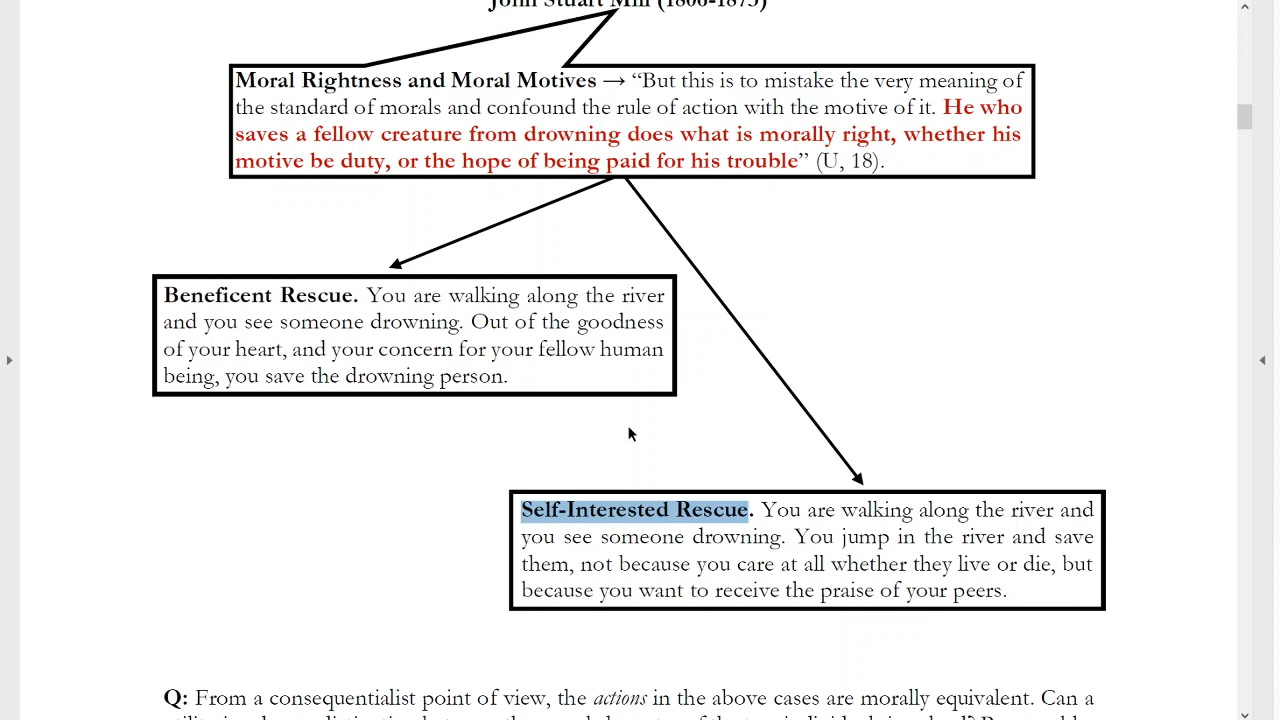 John Stuart Mill (1806-1873)
Moral Rightness and Moral Motives → “But this is to mistake the very meaning of
the standard of morals and confound the rule of action with the motive of it. He who
saves a fellow creature from drowning does what is morally right, whether his
motive be duty, or the hope of being paid for his trouble” (U, 18).
Beneficent Rescue. You are walking along the river
and you see someone drowning. Out of the goodness
of your heart, and your concern for your fellow human
being, you save the drowning person.
Self-Interested Rescue. You are walking along the river and
you see someone drowning. You jump in the river and save
them, not because you care at all whether they live or die, but
because you want to receive the praise of your peers.
Q: From a consequentialist point of view, the actions in the above cases are morally equivalent. Can a